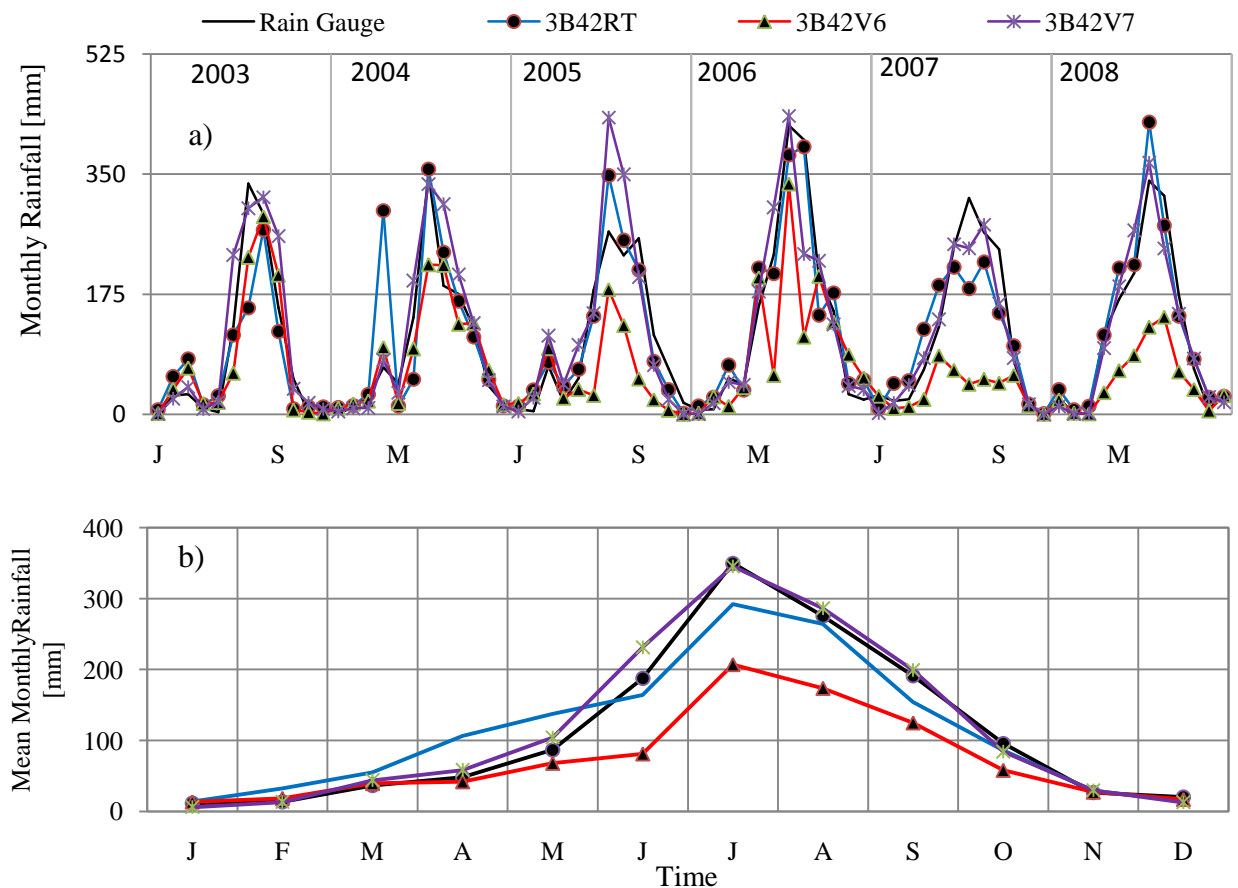 Rain Gauge 3B42RT 3B42V6 3B42V7
Monthly Rainfall [mm]
525
350
175
0
2003 2004 2005 2006 2007 2008
a)
J S M J S M J S M
Mean MonthlyRainfall
[mm]
400
300
200
100
0
b)
J F M A M J J A S O N D
Time